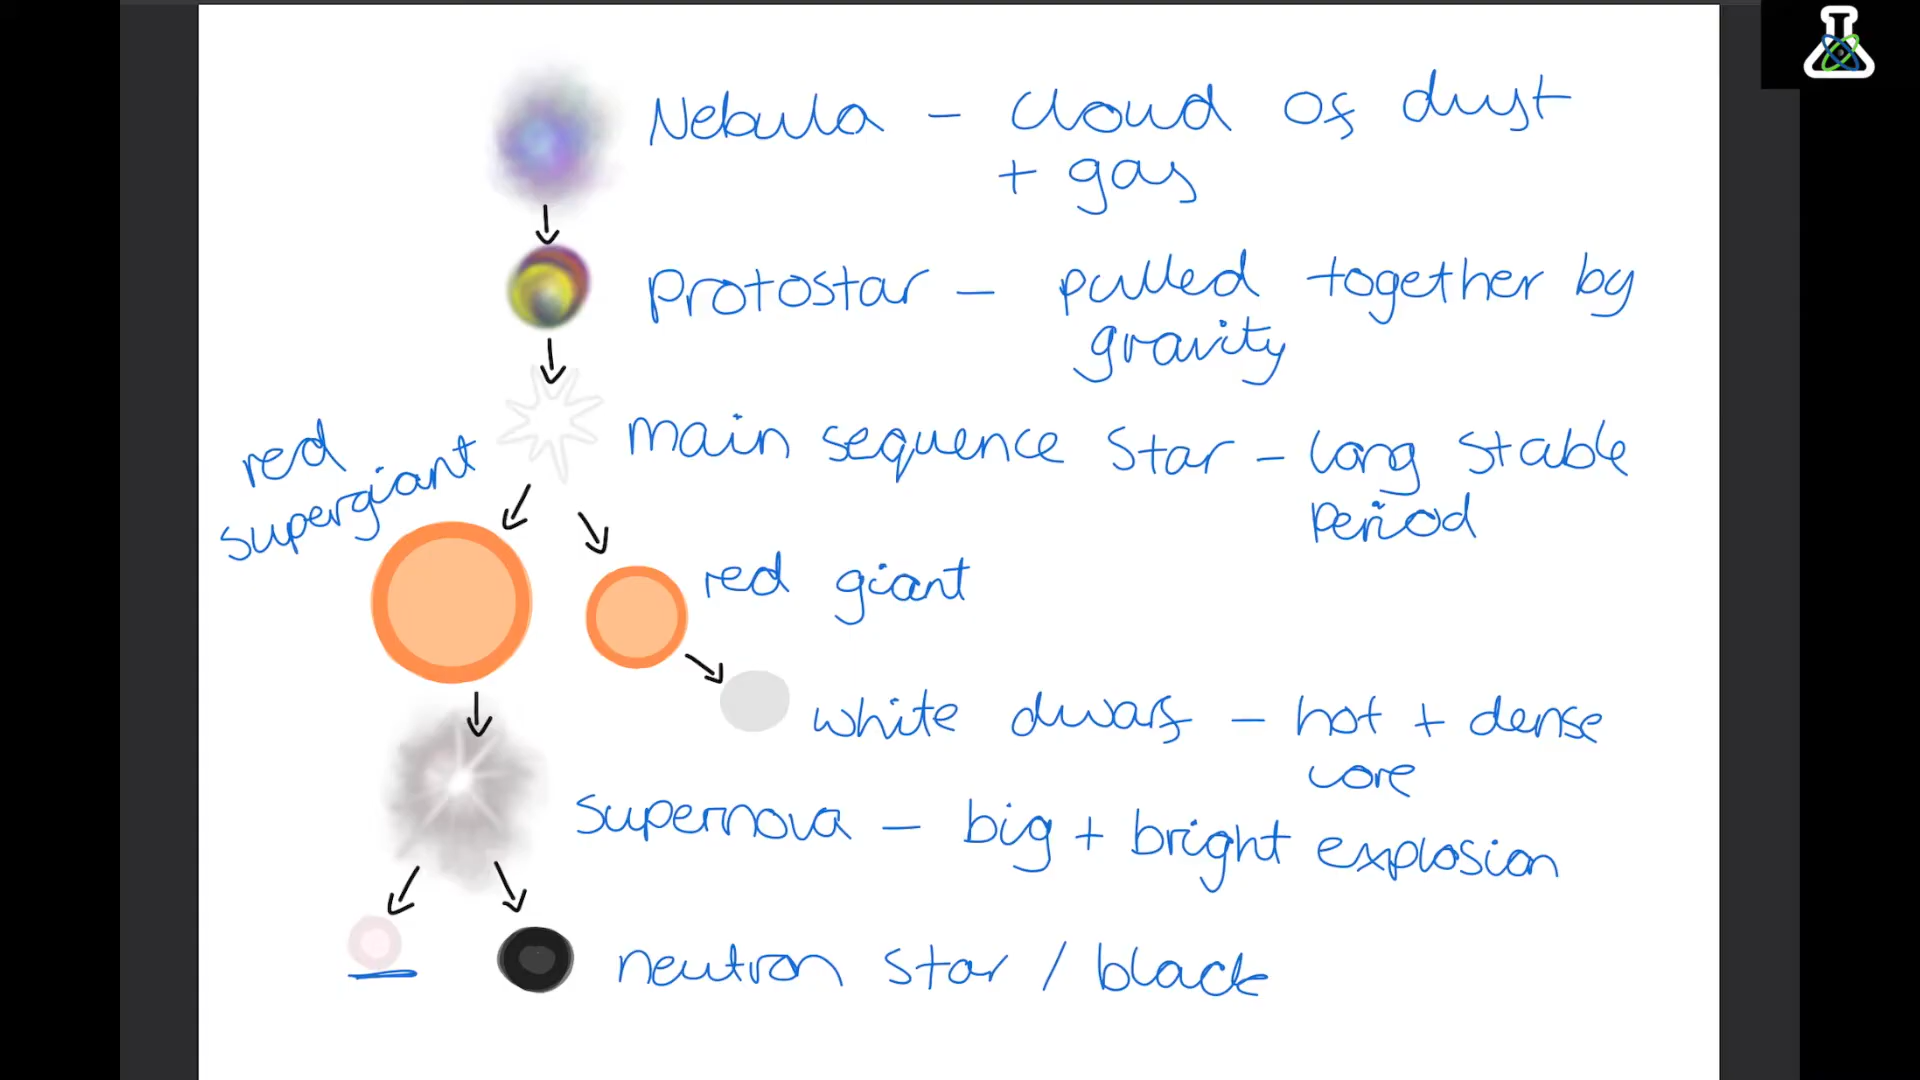 Nebula - cloud of dust
+ gas
Protostar - pulled together by
gravity
main sequence star - long stable
period
red
supergiant
red giant
white dwarf - hot + dense
core
supernova - big + bright explosion
neutron star / black